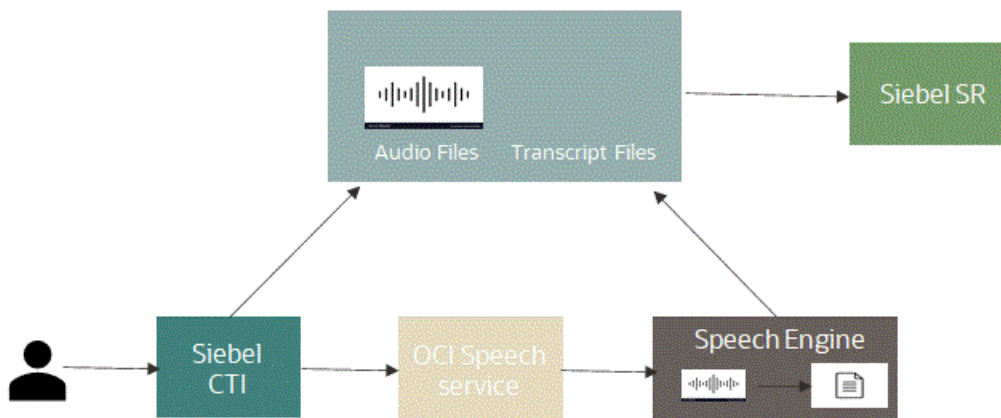 Audio Files
Transcript Files
Siebel SR
Siebel
CTI
OCI Speech
service
Speech Engine